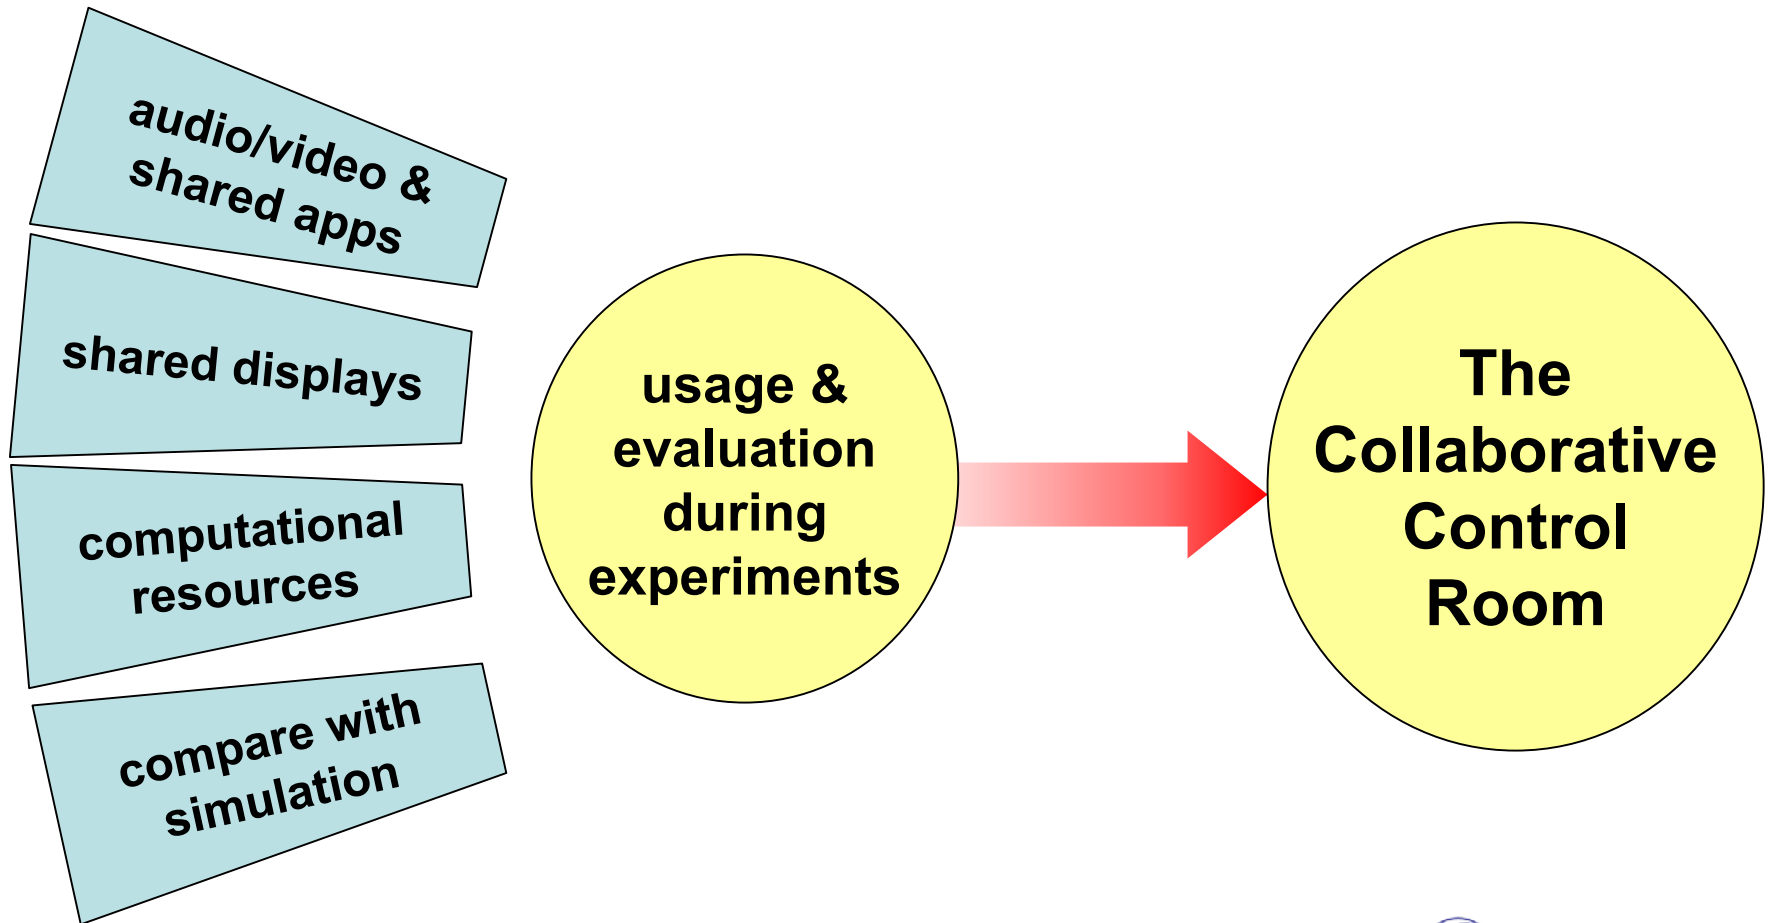 audio/video &
shared apps
shared displays
computational
resources
compare with
simulation
usage &
evaluation
during
experiments
The
Collaborative
Control
Room